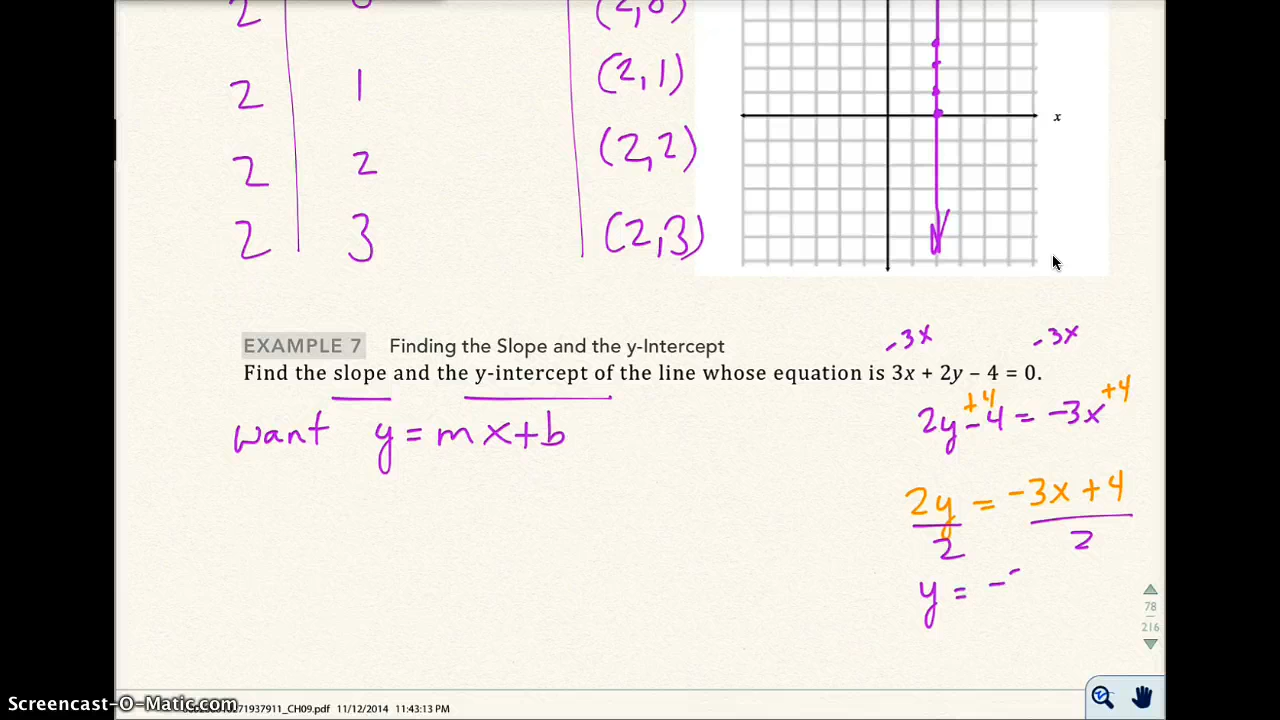 2 0 (2,0)
2 1 (2,1)
x
2 2 (2,2)
2 3 (2,3)
-3x -3x
EXAMPLE 7 Finding the Slope and the y-Intercept
Find the slope and the y-intercept of the line whose equation is 3x + 2y – 4 = 0.
+4 +4
want y = mx+b
2y - 4 = -3x
2y = -3x + 4
2 2
y = -
78
216
Screencast-O-Matic.com
11/12/2014 11:43:13 PM